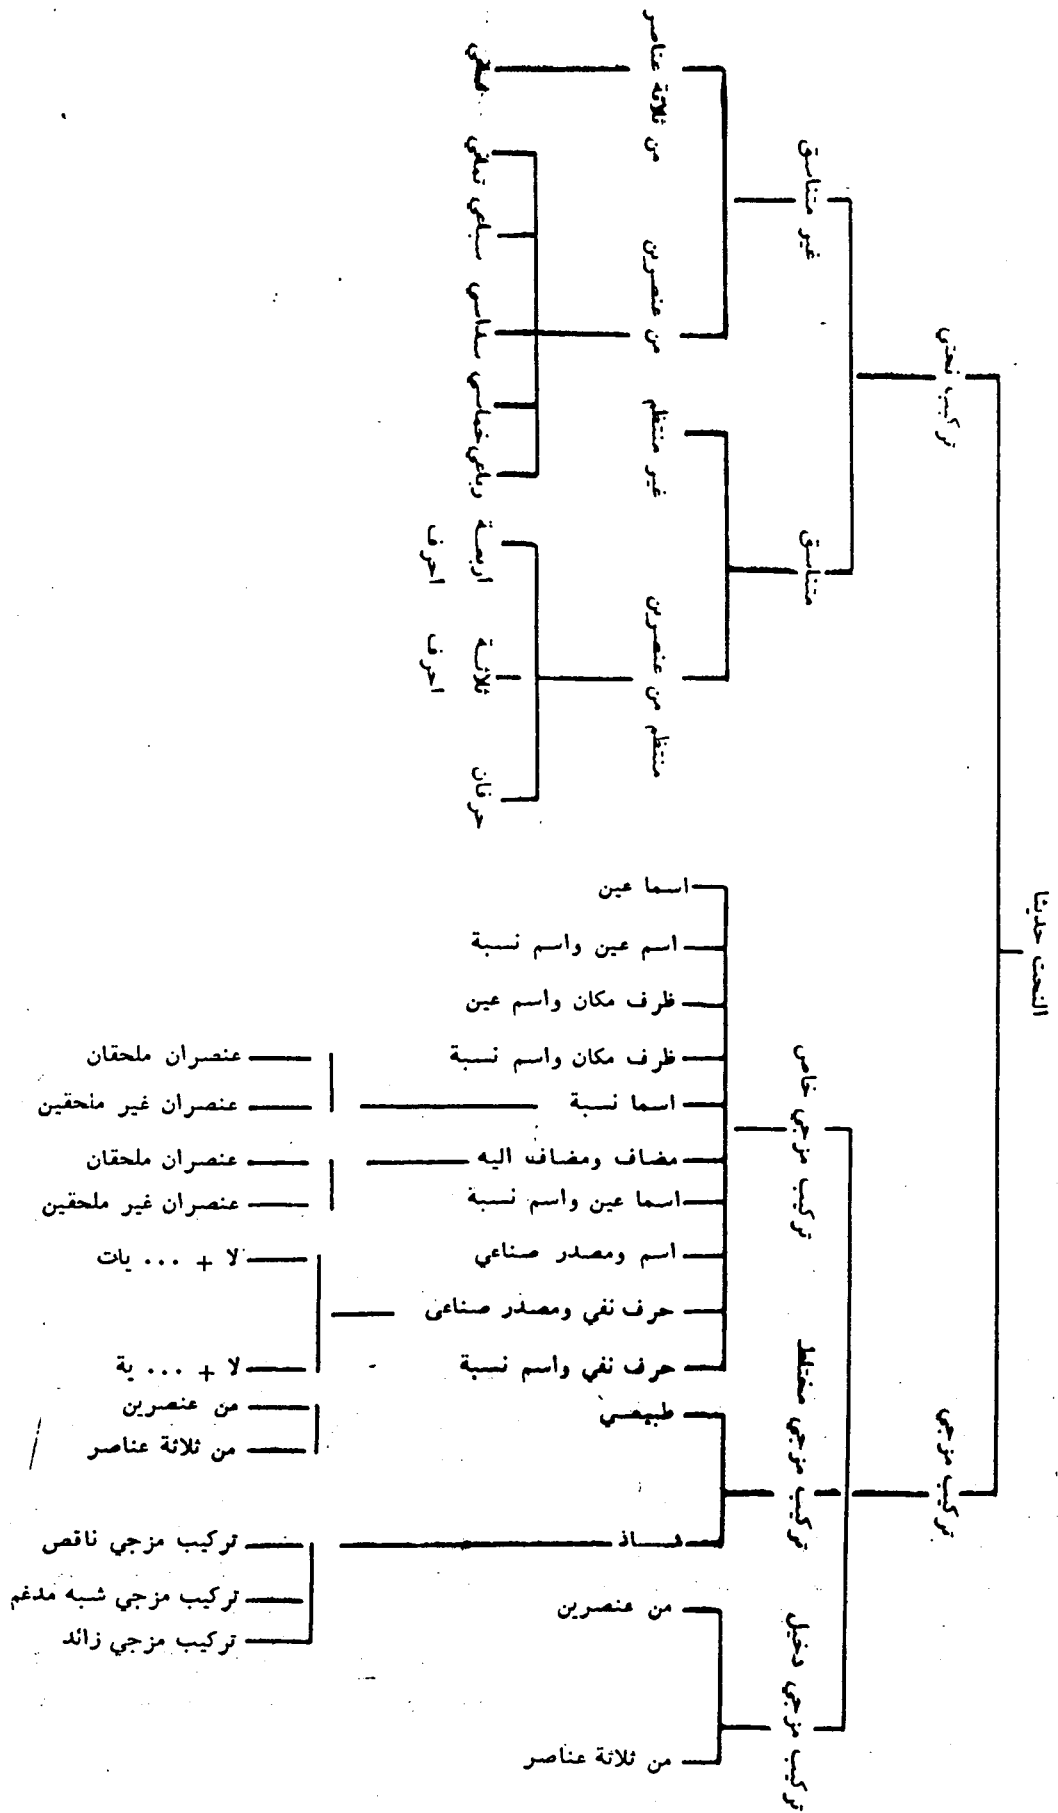 النحت حديثا
تركيب نحتي
تركيب مزجي
غير متناسق
متناسق
من ثلاثة عناصر
من عنصرين
غير منتظم
منتظم من عنصرين
سباعي
سداسي
خماسي
رباعي
اربعة
احرف
ثلاثة
احرف
حرفان
تركيب مزجي خاص
اسما عين
اسم عين واسم نسبة
ظرف مكان واسم عين
ظرف مكان واسم نسبة
اسما نسبة
عنصران ملحقان
عنصران غير ملحقين
مضاف ومضاف اليه
عنصران ملحقان
عنصران غير ملحقين
اسما عين واسم نسبة
اسم ومصدر صناعي
حرف نفي ومصدر صناعى
لا + ... يات
لا + ... ية
حرف نفي واسم نسبة
تركيب مزجي مختلط
طبيعي
من عنصرين
من ثلاثة عناصر
شاذ
تركيب مزجي ناقص
تركيب مزجي شبه مدغم
تركيب مزجي زائد
تركيب مزجي دخيل
من عنصرين
من ثلاثة عناصر